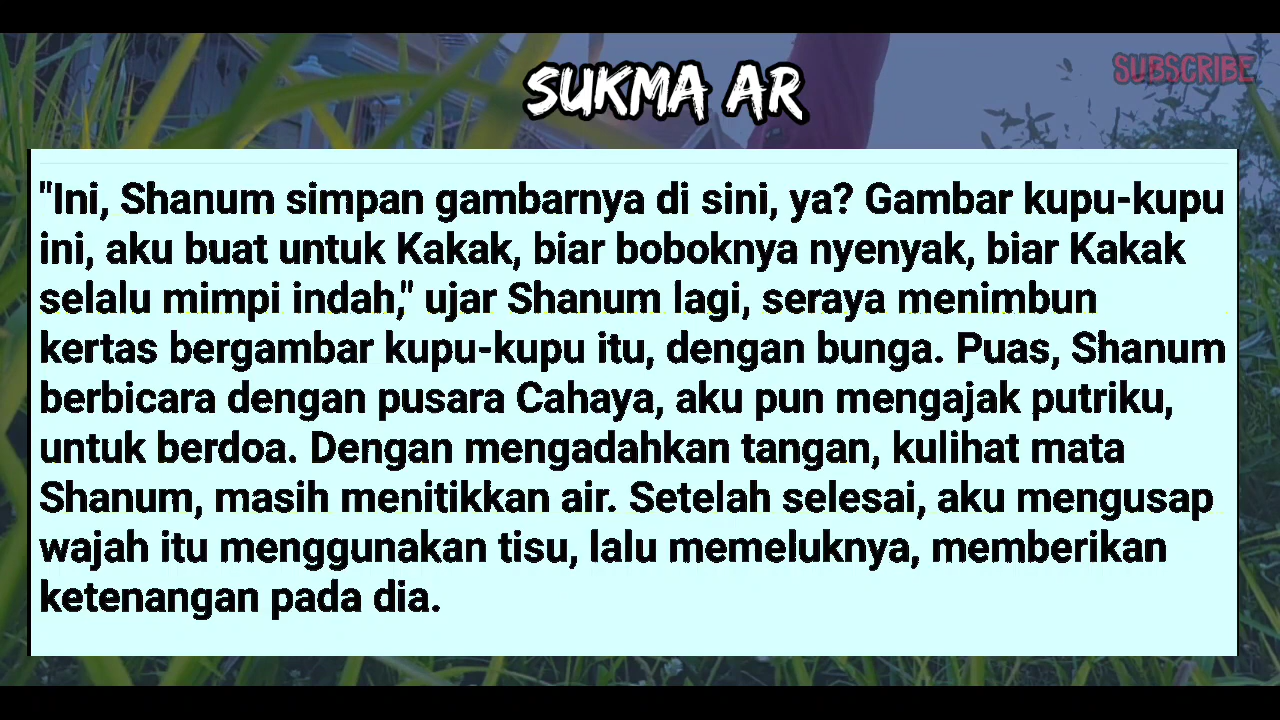 SUKMA AR
SUBSCRIBE
"Ini, Shanum simpan gambarnya di sini, ya? Gambar kupu-kupu
ini, aku buat untuk Kakak, biar boboknya nyenyak, biar Kakak
selalu mimpi indah," ujar Shanum lagi, seraya menimbun
kertas bergambar kupu-kupu itu, dengan bunga. Puas, Shanum
berbicara dengan pusara Cahaya, aku pun mengajak putriku,
untuk berdoa. Dengan mengadahkan tangan, kulihat mata
Shanum, masih menitikkan air. Setelah selesai, aku mengusap
wajah itu menggunakan tisu, lalu memeluknya, memberikan
ketenangan pada dia.